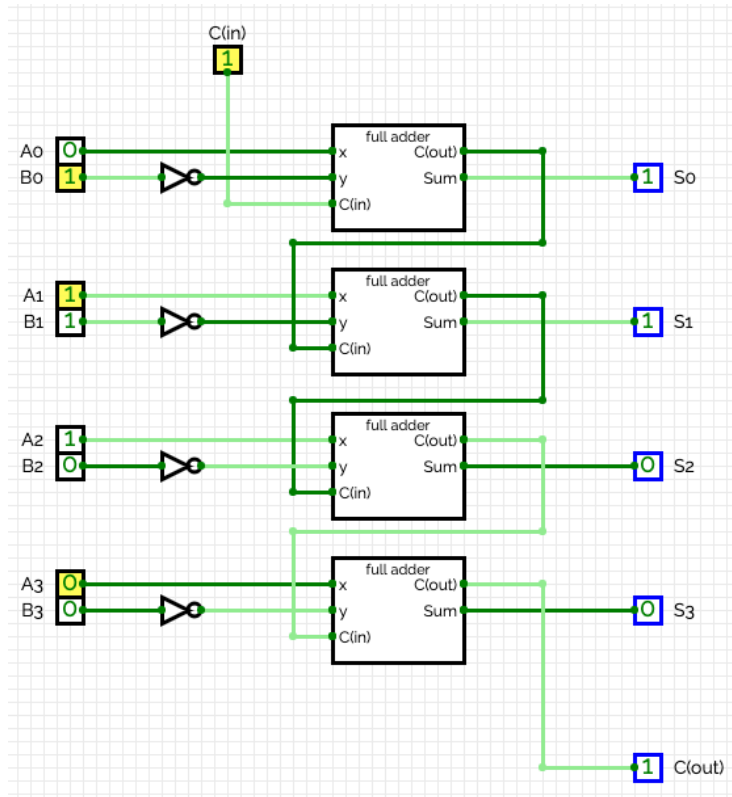 C(in)
1
full adder
A0 0 x C(out)
B0 1 y Sum 1 S0
C(in)
full adder
A1 1 x C(out)
B1 1 y Sum 1 S1
C(in)
full adder
A2 1 x C(out)
B2 0 y Sum 0 S2
C(in)
full adder
A3 0 x C(out)
B3 0 y Sum 0 S3
C(in)
1 C(out)